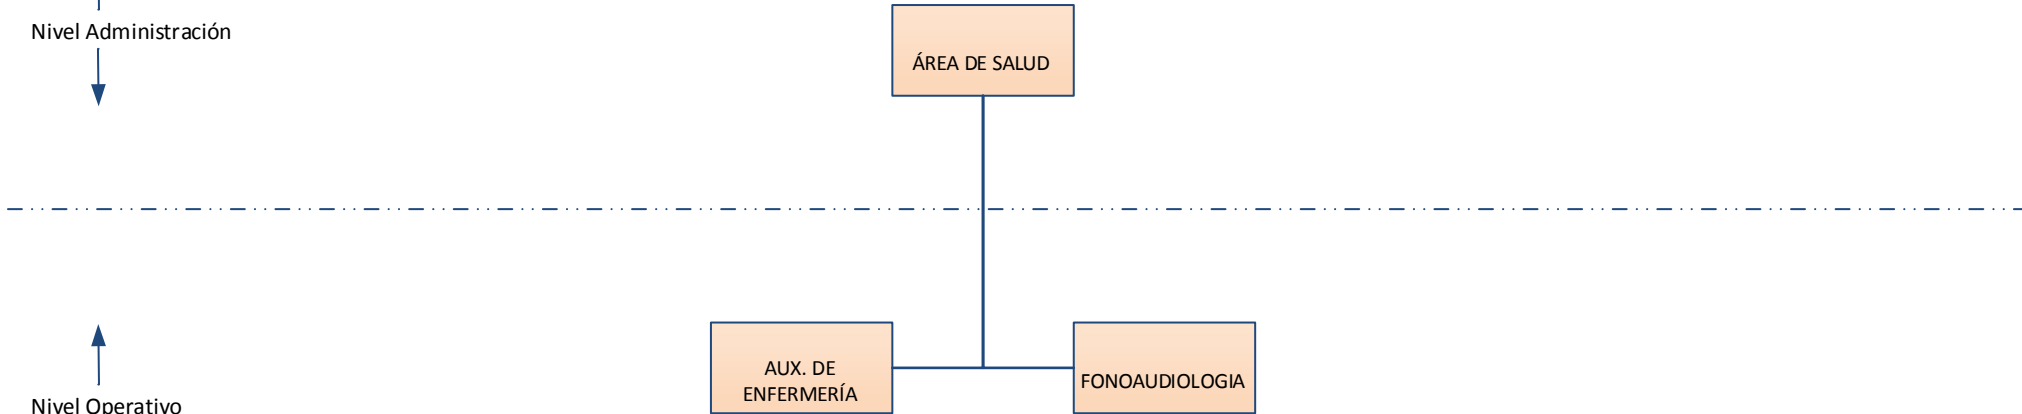 Nivel Administración
ÁREA DE SALUD
AUX. DE
ENFERMERÍA
FONOAUDIOLOGIA
Nivel Operativo